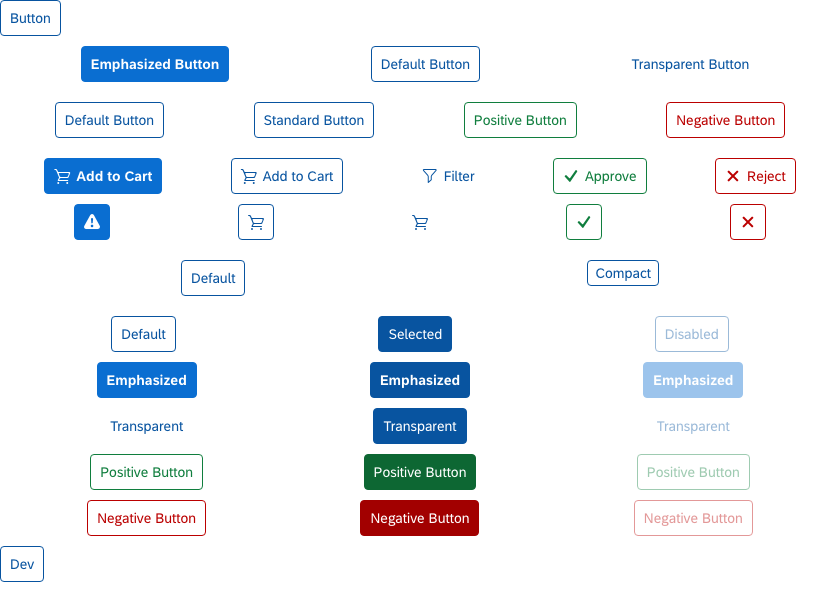 Button
Emphasized Button Default Button Transparent Button
Default Button Standard Button Positive Button Negative Button
Add to Cart Add to Cart Filter Approve Reject
Default Compact
Default Selected Disabled
Emphasized Emphasized Emphasized
Transparent Transparent Transparent
Positive Button Positive Button Positive Button
Negative Button Negative Button Negative Button
Dev